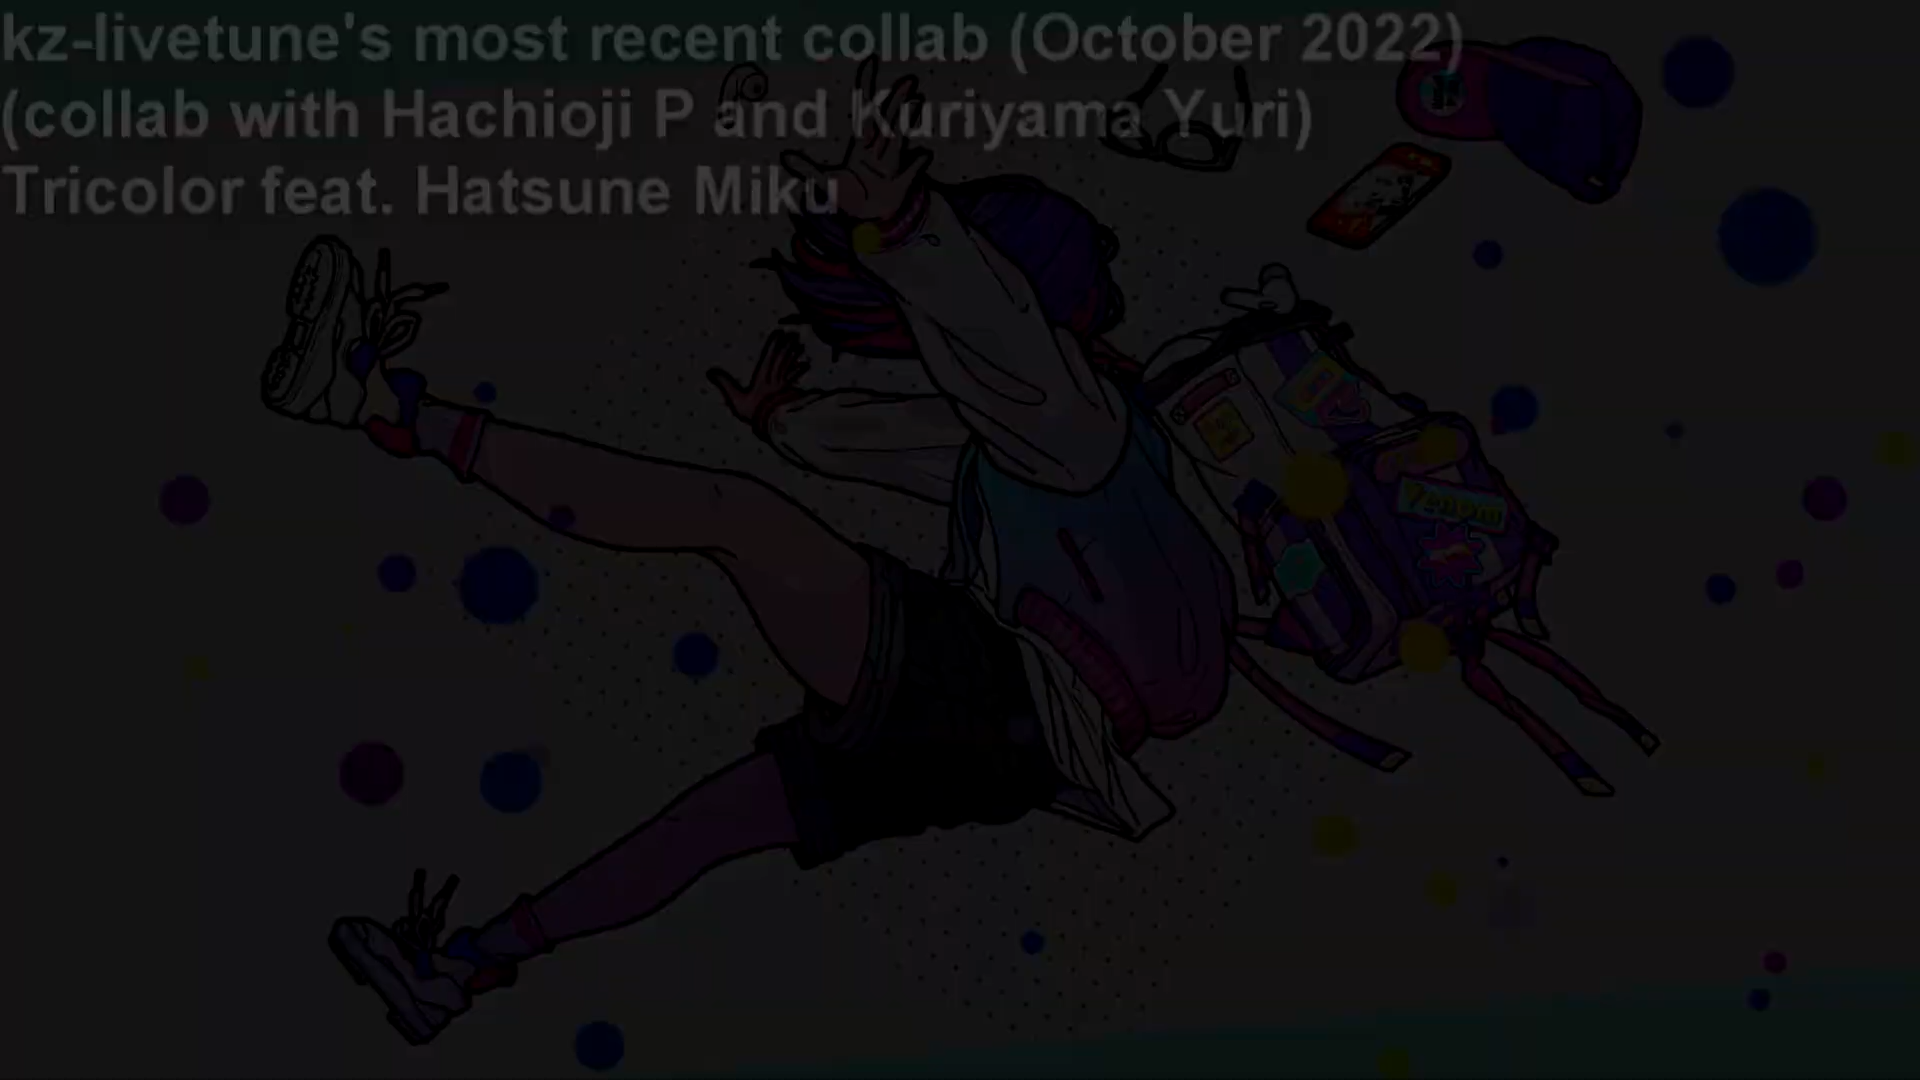 kz-livetune's most recent collab (October 2022)
(collab with Hachioji P and Kuriyama Yuri)
Tricolor feat. Hatsune Miku